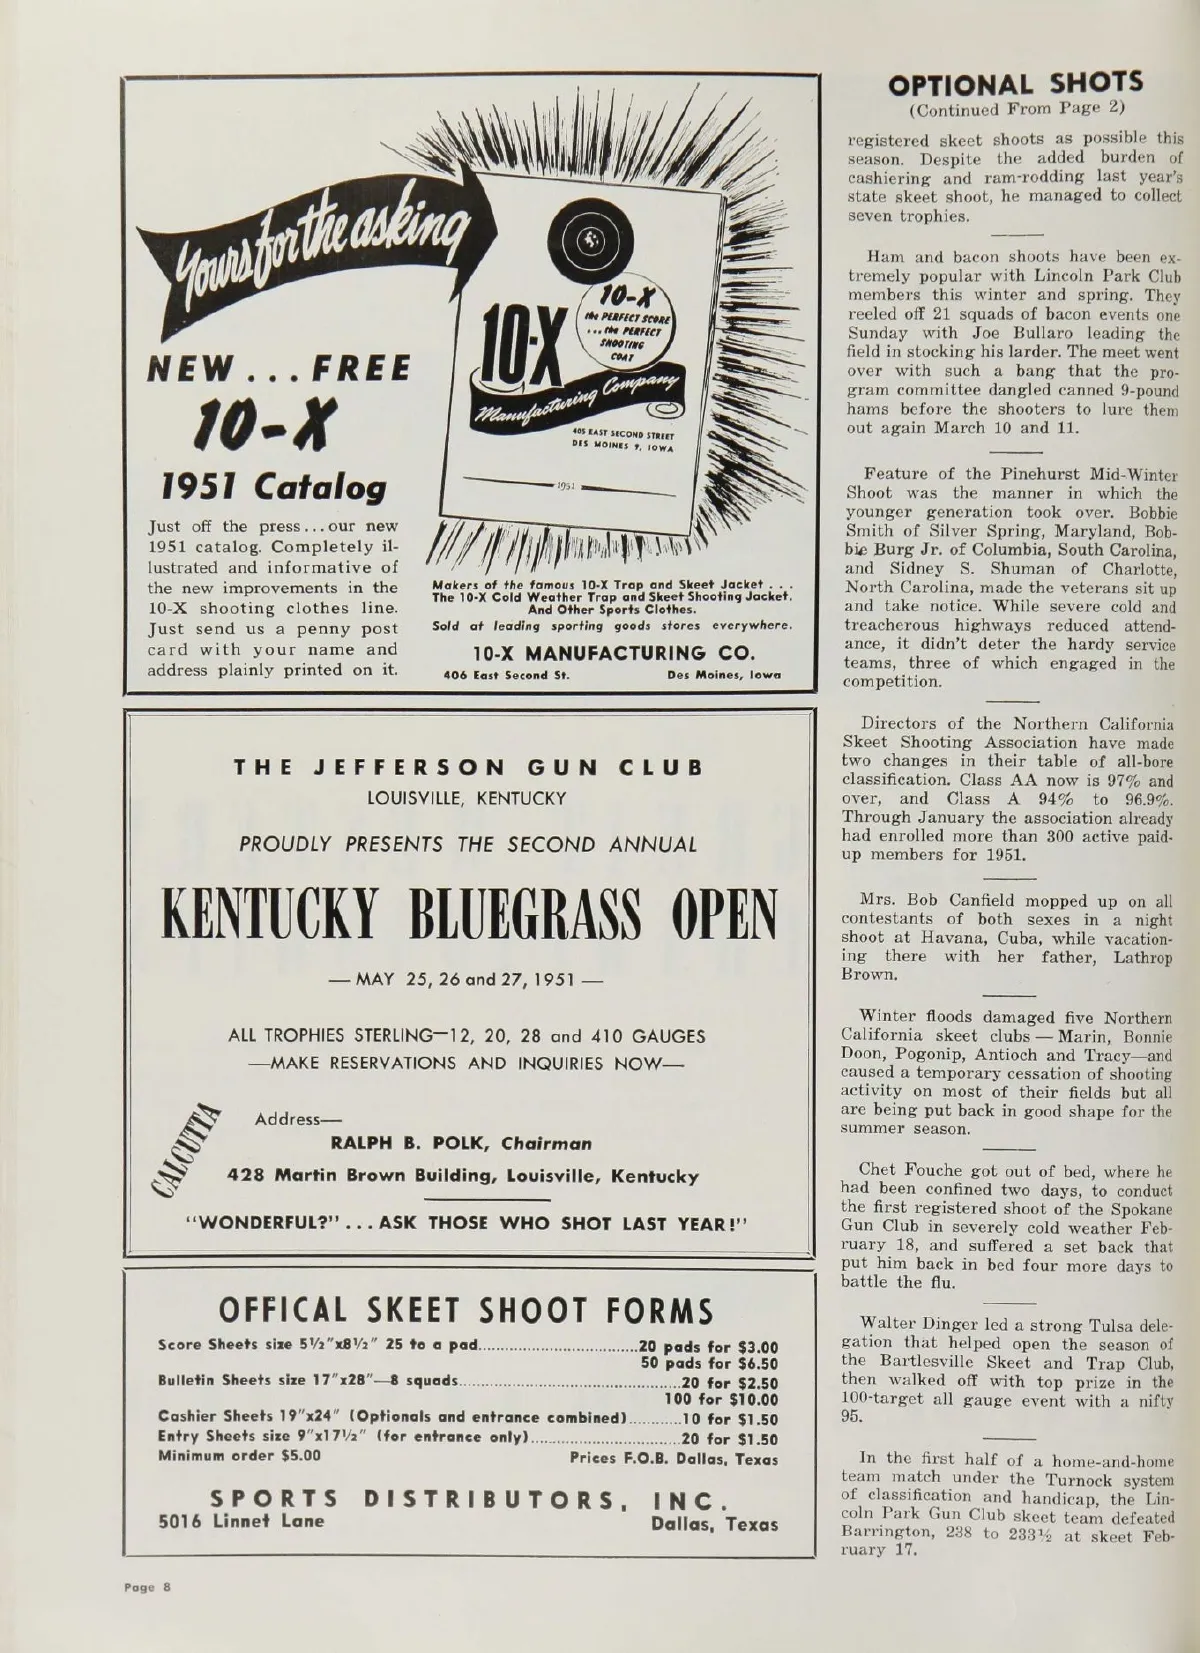 Yours for the asking
10-X
10-X
the PERFECT SCORE
... the PERFECT
SHOOTING
COAT
Manufacturing Company
405 EAST SECOND STREET
DES MOINES 9, IOWA
1951
NEW ... FREE
10-X
1951 Catalog
Just off the press...our new
1951 catalog. Completely il-
lustrated and informative of
the new improvements in the
10-X shooting clothes line.
Just send us a penny post
card with your name and
address plainly printed on it.
Makers of the famous 10-X Trap and Skeet Jacket . . .
The 10-X Cold Weather Trap and Skeet Shooting Jacket.
And Other Sports Clothes.
Sold at leading sporting goods stores everywhere.
10-X MANUFACTURING CO.
406 East Second St. Des Moines, Iowa
THE JEFFERSON GUN CLUB
LOUISVILLE, KENTUCKY
PROUDLY PRESENTS THE SECOND ANNUAL
KENTUCKY BLUEGRASS OPEN
— MAY 25, 26 and 27, 1951 —
ALL TROPHIES STERLING—12, 20, 28 and 410 GAUGES
—MAKE RESERVATIONS AND INQUIRIES NOW—
CALCUTTA
Address—
RALPH B. POLK, Chairman
428 Martin Brown Building, Louisville, Kentucky
"WONDERFUL?" . . . ASK THOSE WHO SHOT LAST YEAR!"
OFFICAL SKEET SHOOT FORMS
Score Sheets size 5½"x8½" 25 to a pad..................................20 pads for $3.00
50 pads for $6.50
Bulletin Sheets size 17"x28"—8 squads................................................20 for $2.50
100 for $10.00
Cashier Sheets 19"x24" (Optionals and entrance combined)...........10 for $1.50
Entry Sheets size 9"x17½" (for entrance only)................................20 for $1.50
Minimum order $5.00 Prices F.O.B. Dallas, Texas
SPORTS DISTRIBUTORS, INC.
5016 Linnet Lane Dallas, Texas
Page 8
OPTIONAL SHOTS
(Continued From Page 2)
registered skeet shoots as possible this
season. Despite the added burden of
cashiering and ram-rodding last year's
state skeet shoot, he managed to collect
seven trophies.
Ham and bacon shoots have been ex-
tremely popular with Lincoln Park Club
members this winter and spring. They
reeled off 21 squads of bacon events one
Sunday with Joe Bullaro leading the
field in stocking his larder. The meet went
over with such a bang that the pro-
gram committee dangled canned 9-pound
hams before the shooters to lure them
out again March 10 and 11.
Feature of the Pinehurst Mid-Winter
Shoot was the manner in which the
younger generation took over. Bobbie
Smith of Silver Spring, Maryland, Bob-
bie Burg Jr. of Columbia, South Carolina,
and Sidney S. Shuman of Charlotte,
North Carolina, made the veterans sit up
and take notice. While severe cold and
treacherous highways reduced attend-
ance, it didn't deter the hardy service
teams, three of which engaged in the
competition.
Directors of the Northern California
Skeet Shooting Association have made
two changes in their table of all-bore
classification. Class AA now is 97% and
over, and Class A 94% to 96.9%.
Through January the association already
had enrolled more than 300 active paid-
up members for 1951.
Mrs. Bob Canfield mopped up on all
contestants of both sexes in a night
shoot at Havana, Cuba, while vacation-
ing there with her father, Lathrop
Brown.
Winter floods damaged five Northern
California skeet clubs — Marin, Bonnie
Doon, Pogonip, Antioch and Tracy—and
caused a temporary cessation of shooting
activity on most of their fields but all
are being put back in good shape for the
summer season.
Chet Fouche got out of bed, where he
had been confined two days, to conduct
the first registered shoot of the Spokane
Gun Club in severely cold weather Feb-
ruary 18, and suffered a set back that
put him back in bed four more days to
battle the flu.
Walter Dinger led a strong Tulsa dele-
gation that helped open the season of
the Bartlesville Skeet and Trap Club,
then walked off with top prize in the
100-target all gauge event with a nifty
95.
In the first half of a home-and-home
team match under the Turnock system
of classification and handicap, the Lin-
coln Park Gun Club skeet team defeated
Barrington, 238 to 233½ at skeet Feb-
ruary 17.